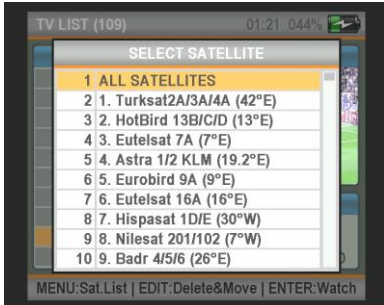 TV LIST (109) 01:21 044%
SELECT SATELLITE
1 ALL SATELLITES
2 1. Turksat2A/3A/4A (42°E)
3 2. HotBird 13B/C/D (13°E)
4 3. Eutelsat 7A (7°E)
5 4. Astra 1/2 KLM (19.2°E)
6 5. Eurobird 9A (9°E)
7 6. Eutelsat 16A (16°E)
8 7. Hispasat 1D/E (30°W)
9 8. Nilesat 201/102 (7°W)
10 9. Badr 4/5/6 (26°E)
MENU:Sat.List | EDIT:Delete&Move | ENTER:Watch